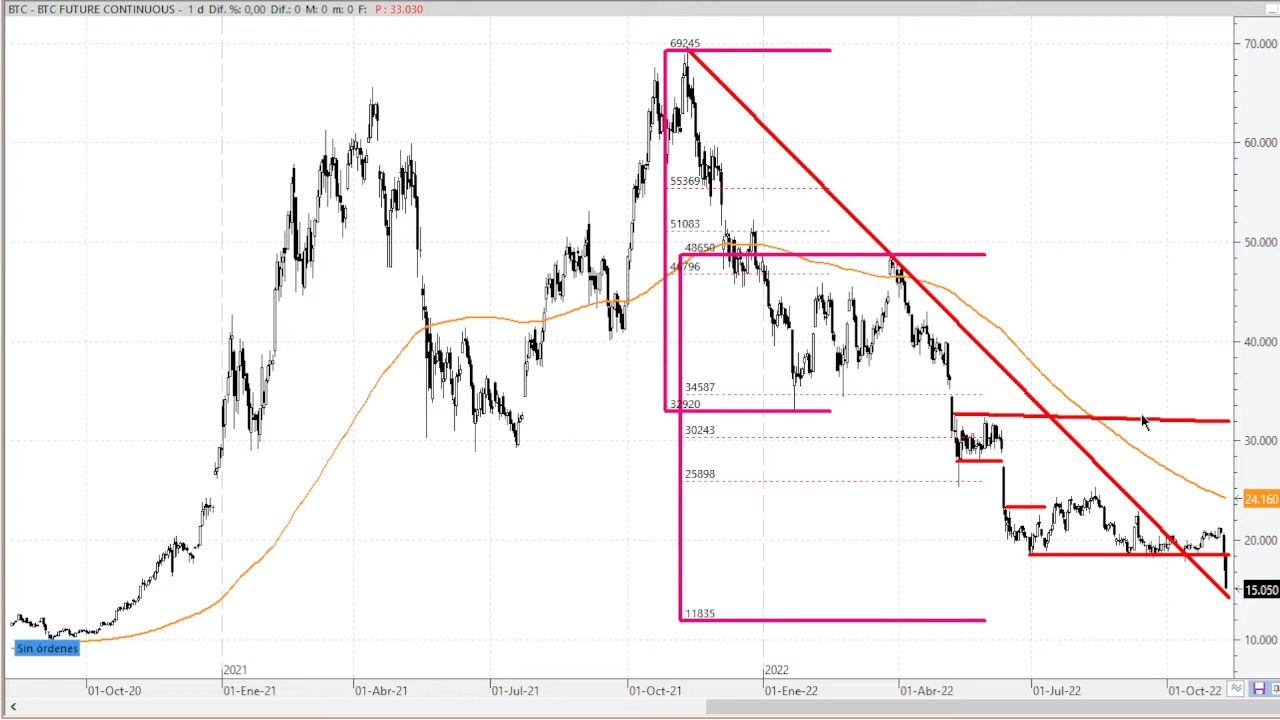 BTC - BTC FUTURE CONTINUOUS - 1 d Dif. %: 0,00 Dif.: 0 M: 0 m: 0 F: P : 33.030
70.000
60.000
50.000
40.000
30.000
24.160
20.000
15.050
10.000
69245
55369
51083
48650
46796
34587
32920
30243
25898
11835
Sin órdenes
2021
2022
01-Oct-20
01-Ene-21
01-Abr-21
01-Jul-21
01-Oct-21
01-Ene-22
01-Abr-22
01-Jul-22
01-Oct-22